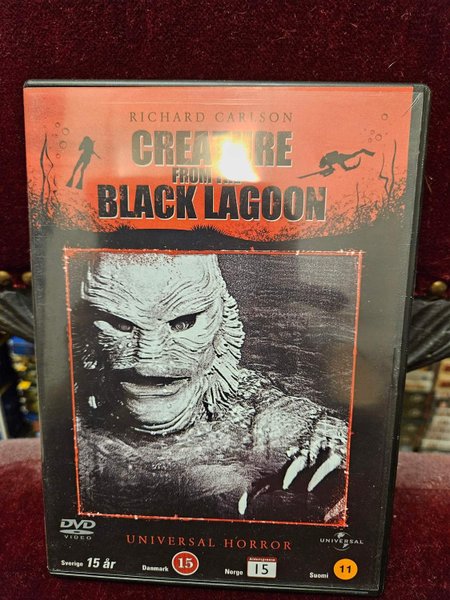 RICHARD CARLSON
CREATURE
FROM THE
BLACK LAGOON
DVD
VIDEO
UNIVERSAL HORROR
UNIVERSAL
Sverige 15 år
Danmark 15
Norge 15
Suomi 11